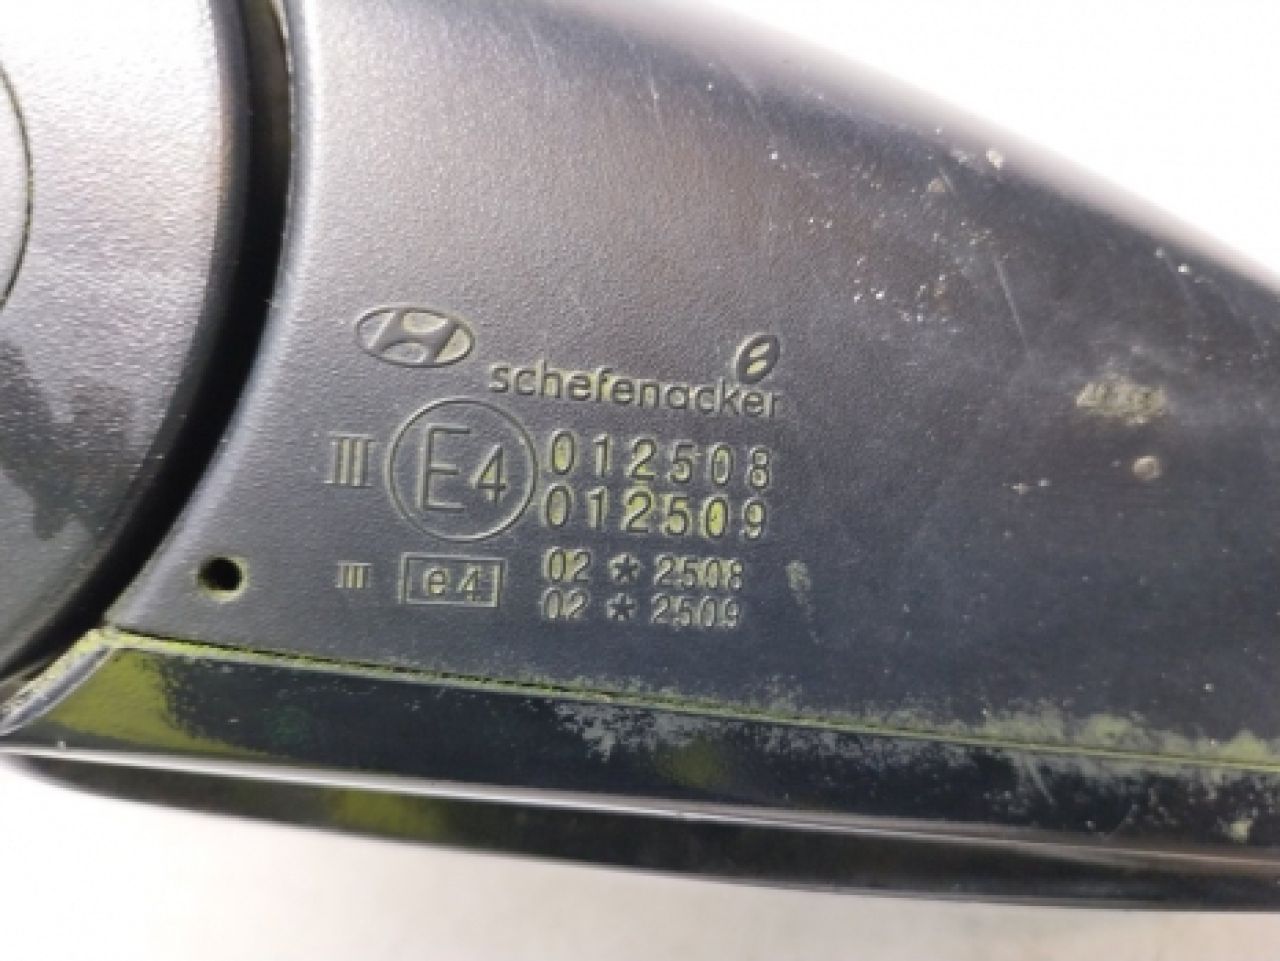 schefenacker
III E4 012508
012509
III e4 02 * 2508
02 * 2509